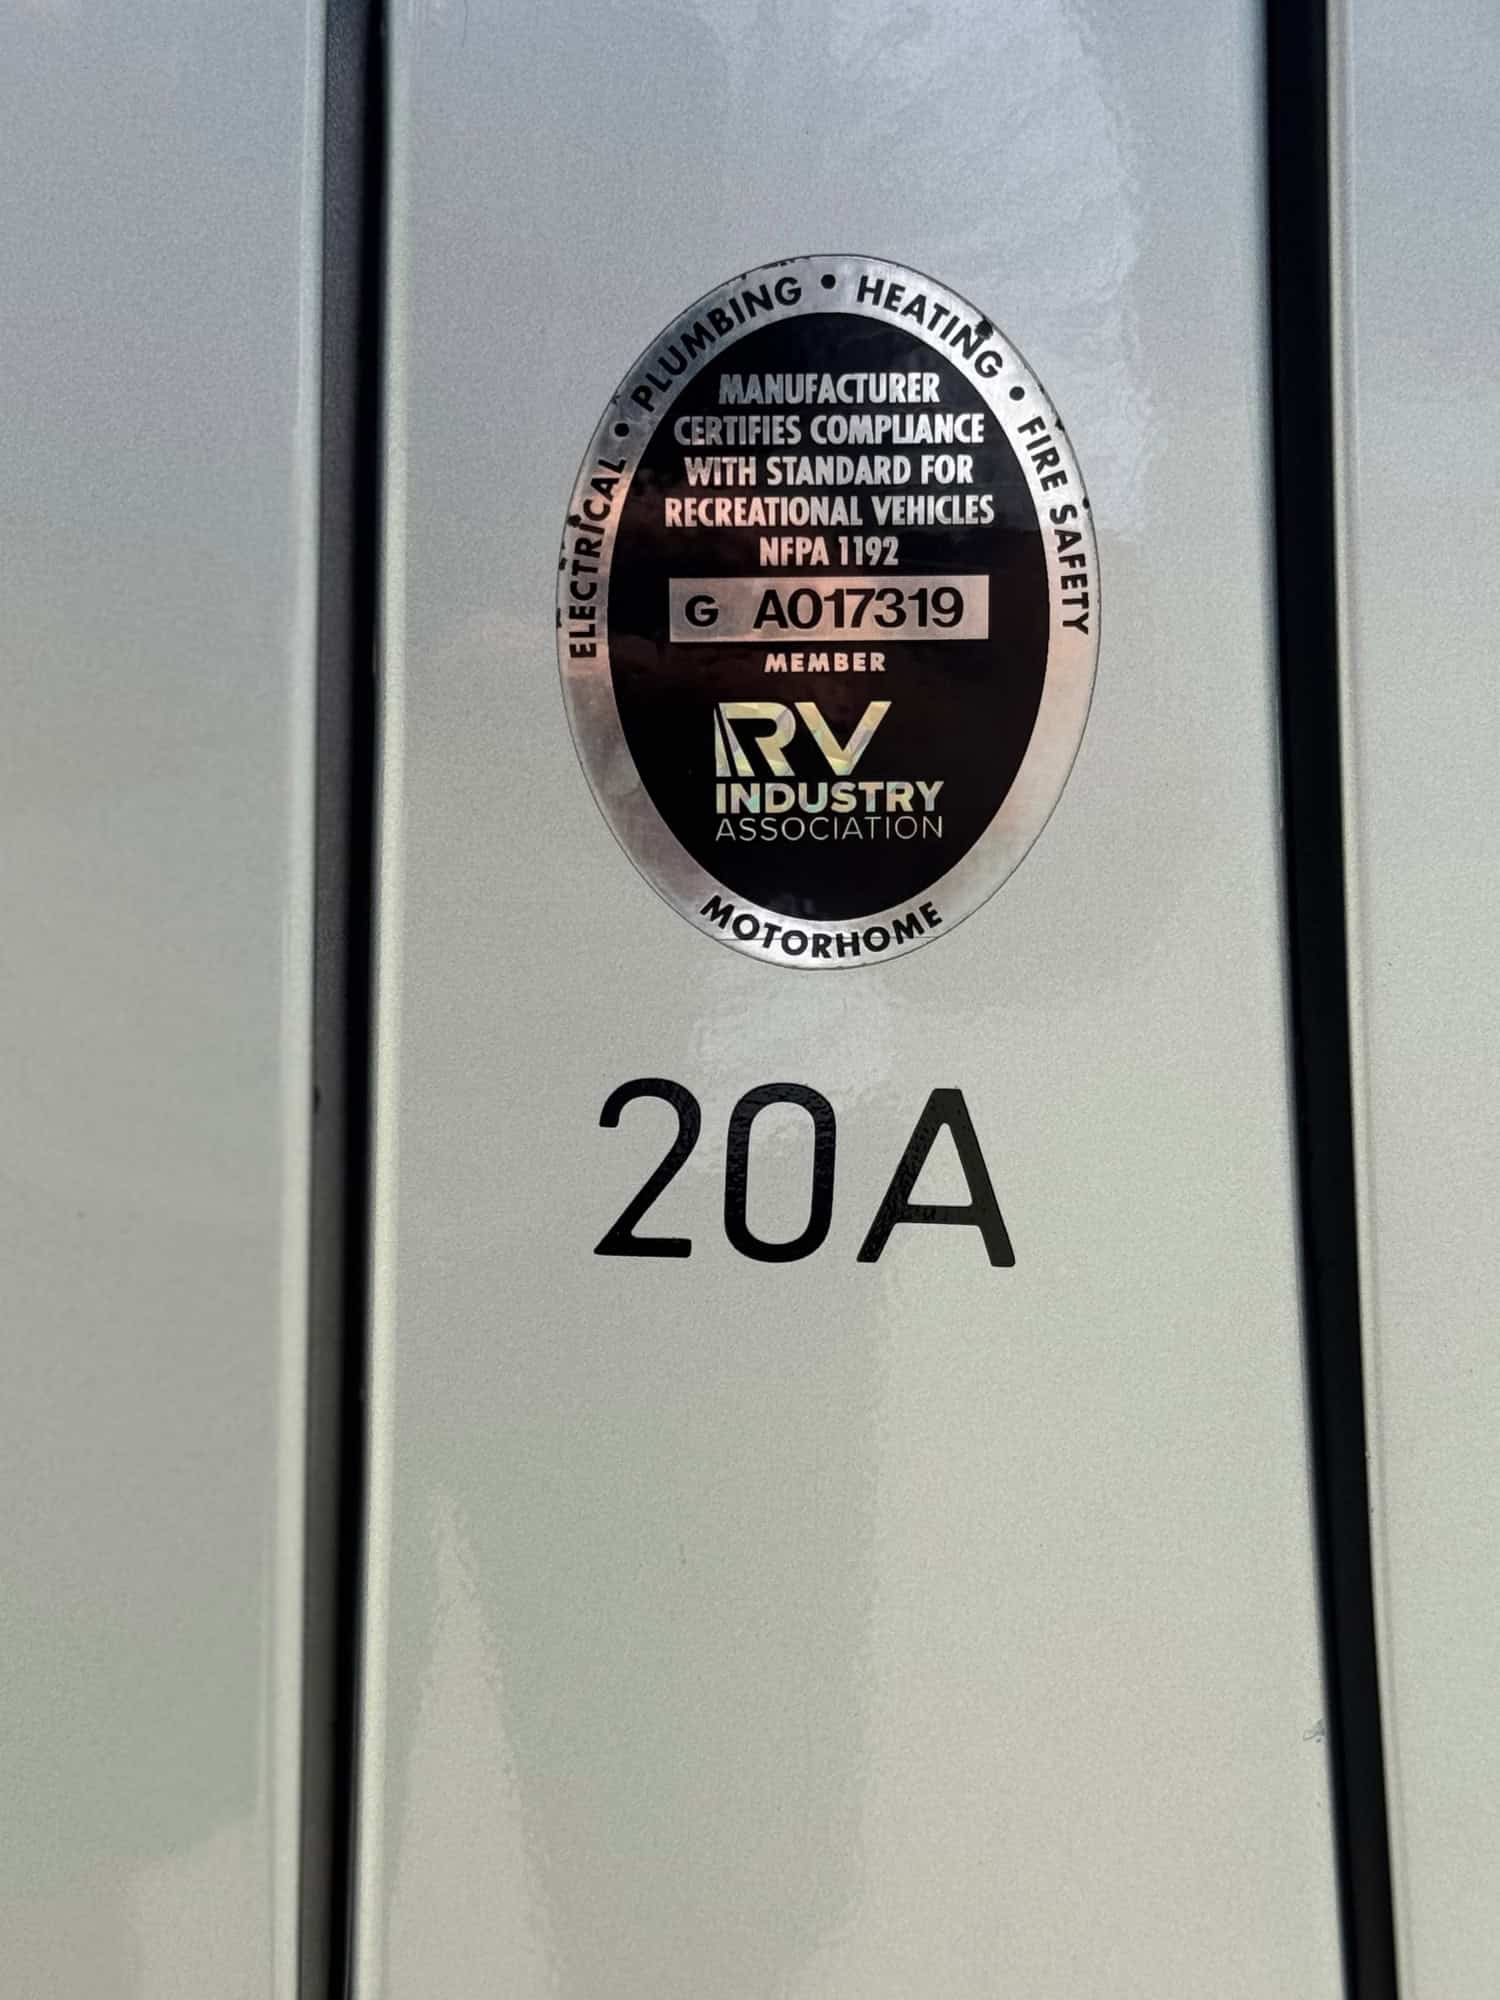 ELECTRICAL • PLUMBING • HEATING • FIRE SAFETY
MANUFACTURER
CERTIFIES COMPLIANCE
WITH STANDARD FOR
RECREATIONAL VEHICLES
NFPA 1192
G A017319
MEMBER
RV
INDUSTRY
ASSOCIATION
MOTORHOME
20A